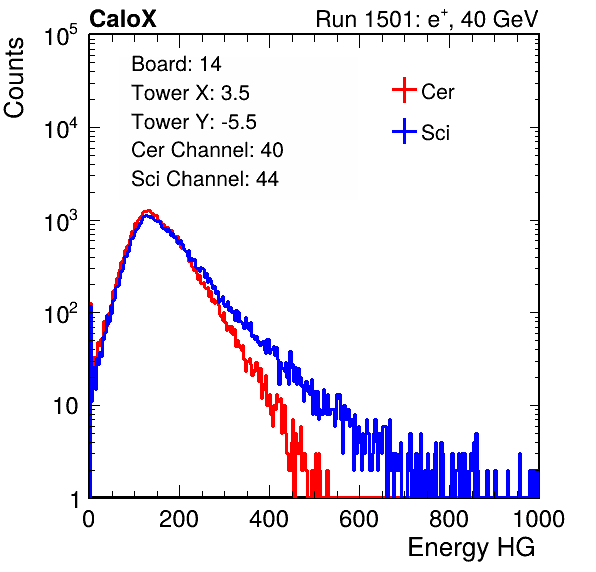 CaloX Run 1501: e⁺, 40 GeV
Counts
Board: 14
Tower X: 3.5
Tower Y: -5.5
Cer Channel: 40
Sci Channel: 44
Cer
Sci
10⁵
10⁴
10³
10²
10
1
0 200 400 600 800 1000
Energy HG